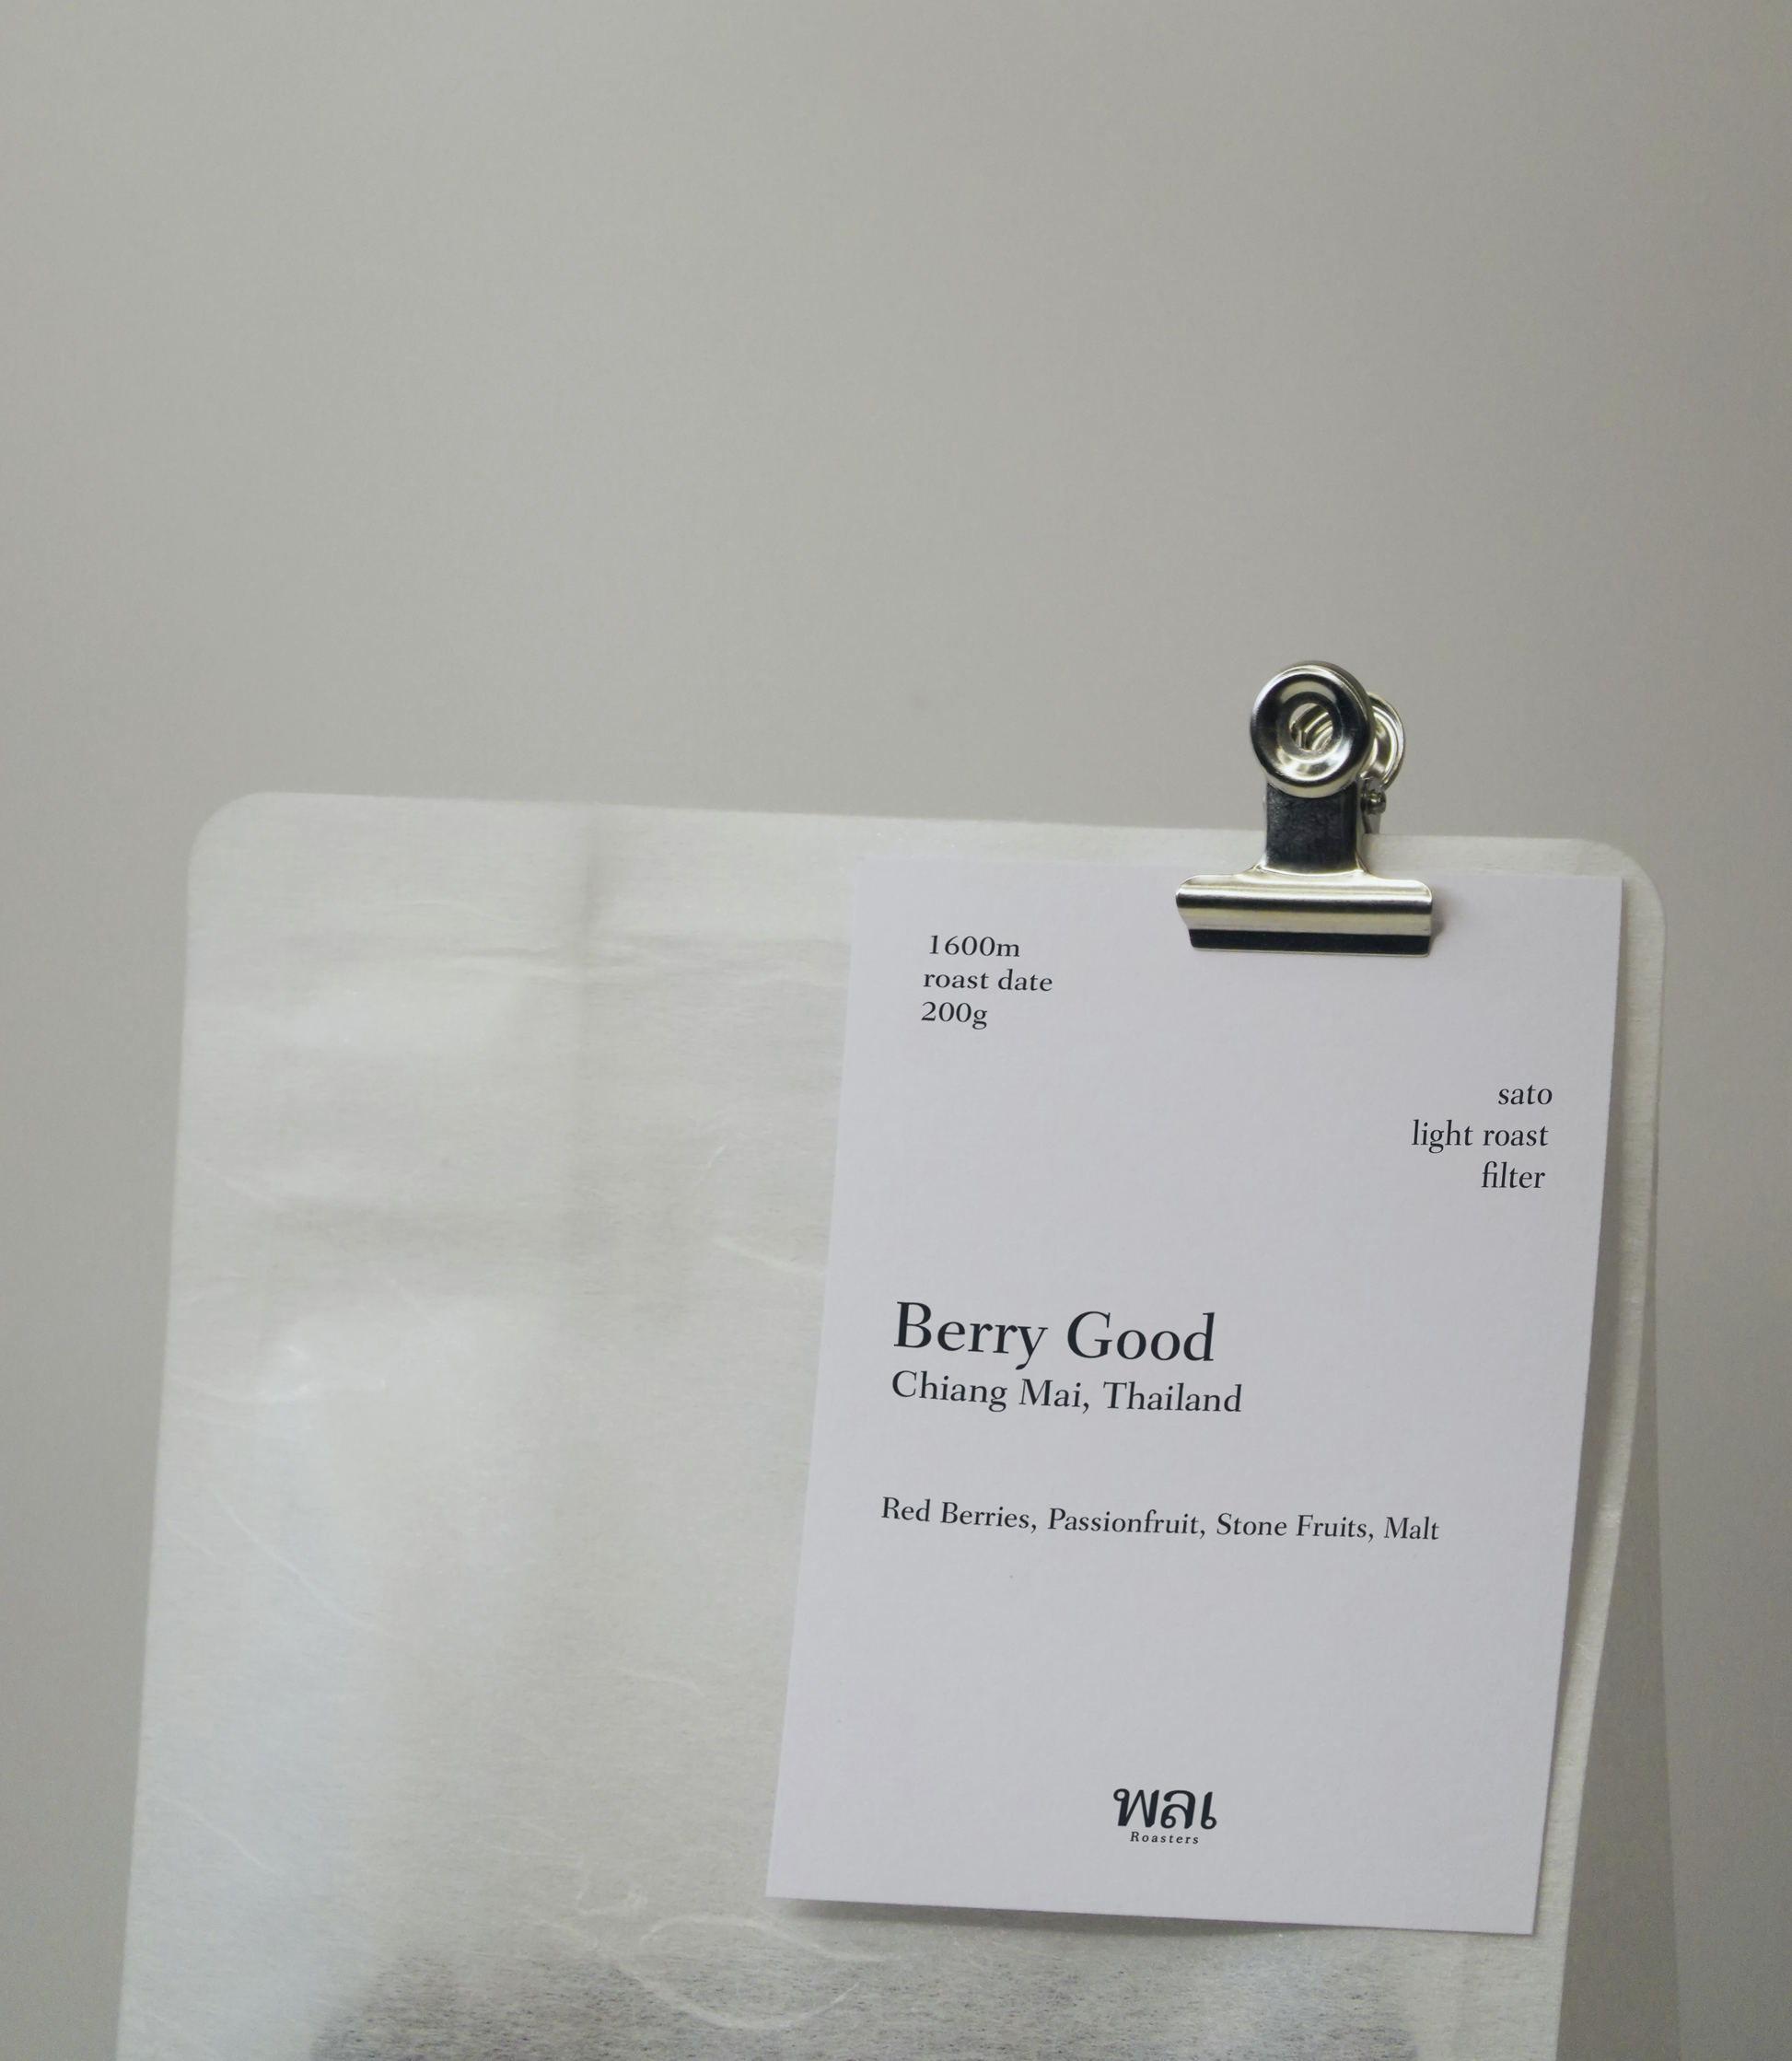 1600m
roast date
200g
sato
light roast
filter
Berry Good
Chiang Mai, Thailand
Red Berries, Passionfruit, Stone Fruits, Malt
พลเ
Roasters